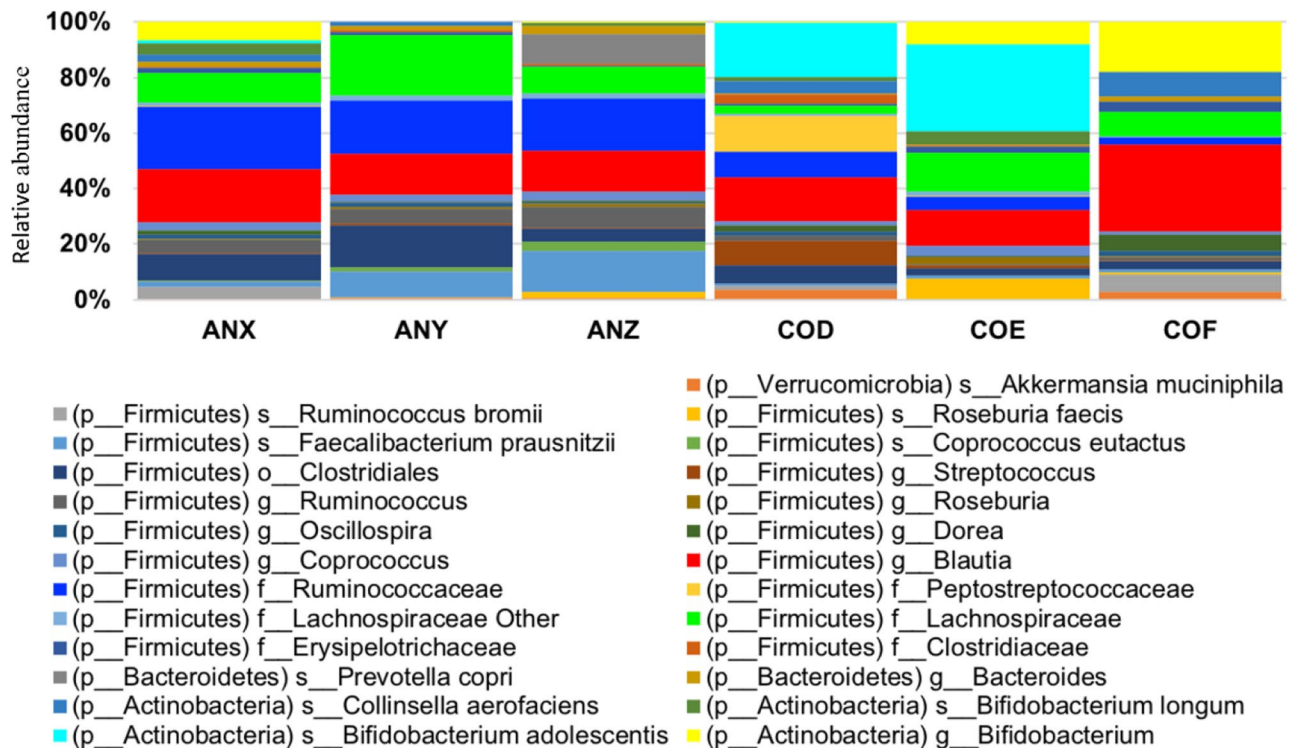 Relative abundance
100%
80%
60%
40%
20%
0%
ANX ANY ANZ COD COE COF
(p__Verrucomicrobia) s__Akkermansia muciniphila
(p__Firmicutes) s__Ruminococcus bromii (p__Firmicutes) s__Roseburia faecis
(p__Firmicutes) s__Faecalibacterium prausnitzii (p__Firmicutes) s__Coprococcus eutactus
(p__Firmicutes) o__Clostridiales (p__Firmicutes) g__Streptococcus
(p__Firmicutes) g__Ruminococcus (p__Firmicutes) g__Roseburia
(p__Firmicutes) g__Oscillospira (p__Firmicutes) g__Dorea
(p__Firmicutes) g__Coprococcus (p__Firmicutes) g__Blautia
(p__Firmicutes) f__Ruminococcaceae (p__Firmicutes) f__Peptostreptococcaceae
(p__Firmicutes) f__Lachnospiraceae Other (p__Firmicutes) f__Lachnospiraceae
(p__Firmicutes) f__Erysipelotrichaceae (p__Firmicutes) f__Clostridiaceae
(p__Bacteroidetes) s__Prevotella copri (p__Bacteroidetes) g__Bacteroides
(p__Actinobacteria) s__Collinsella aerofaciens (p__Actinobacteria) s__Bifidobacterium longum
(p__Actinobacteria) s__Bifidobacterium adolescentis (p__Actinobacteria) g__Bifidobacterium